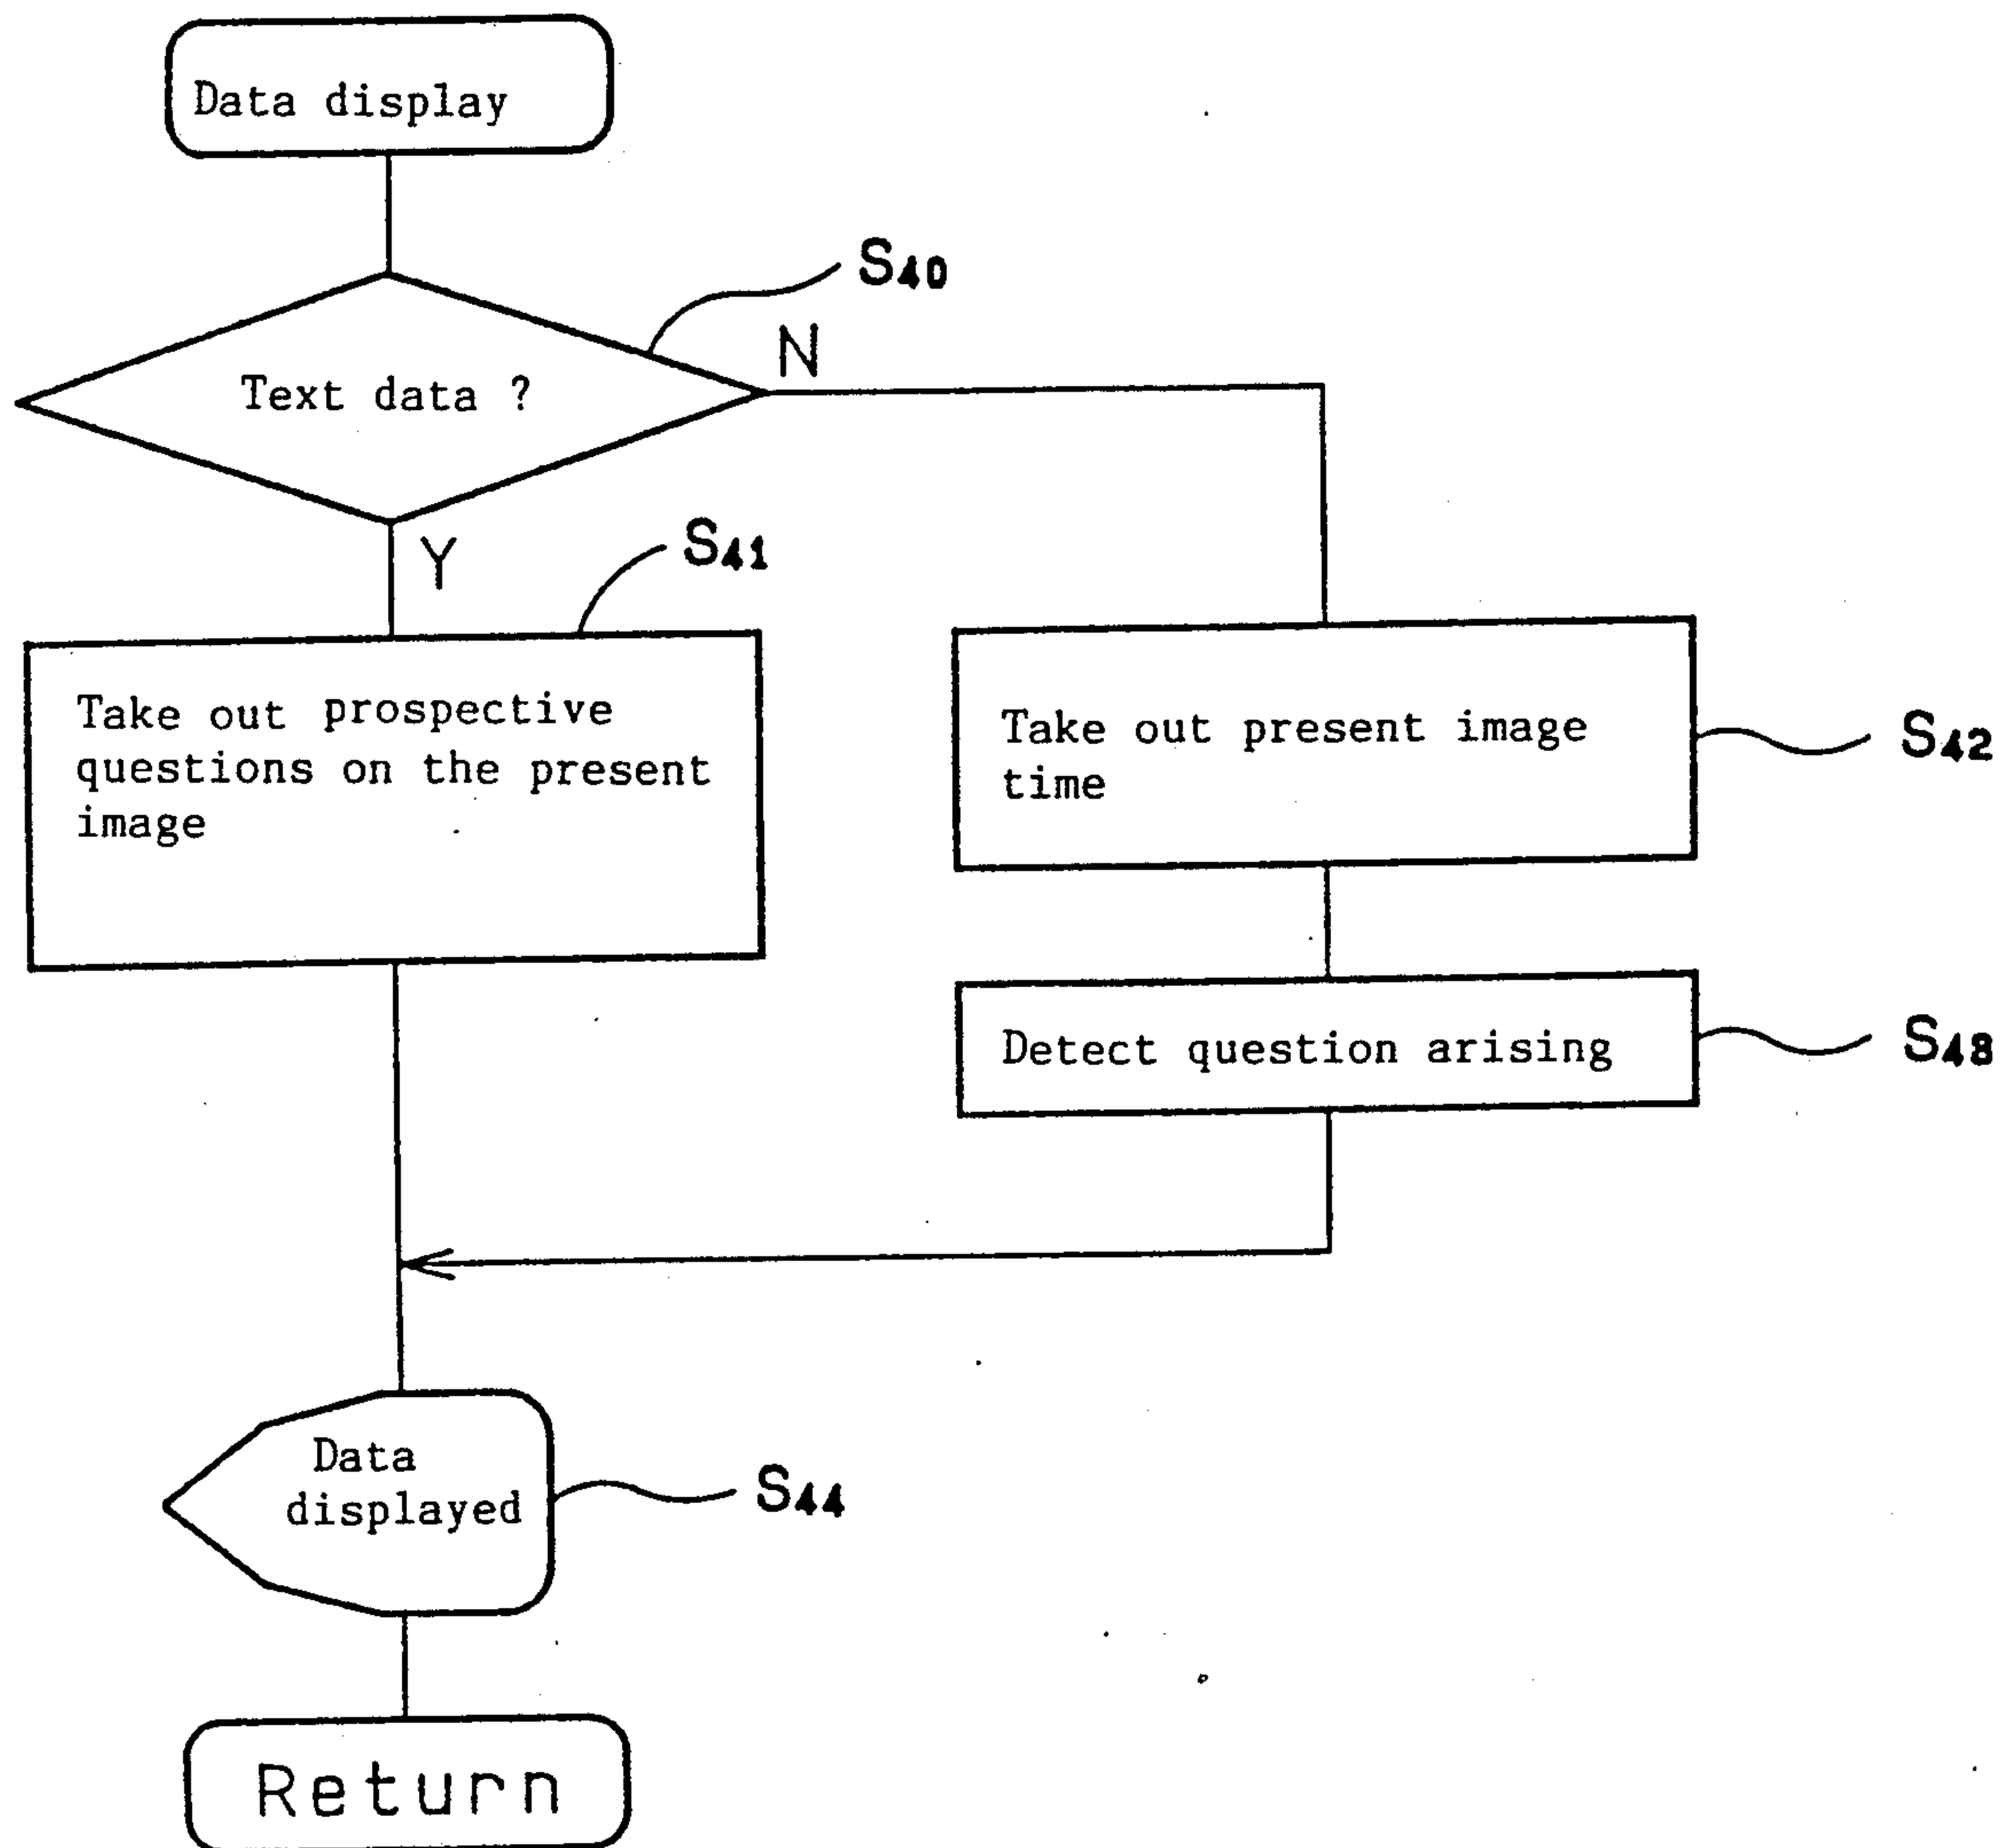 Data display
S40
Text data ?
N
Y
S41
Take out prospective
questions on the present
image
Take out present image
time
S42
Detect question arising
S48
Data
displayed
S44
Return